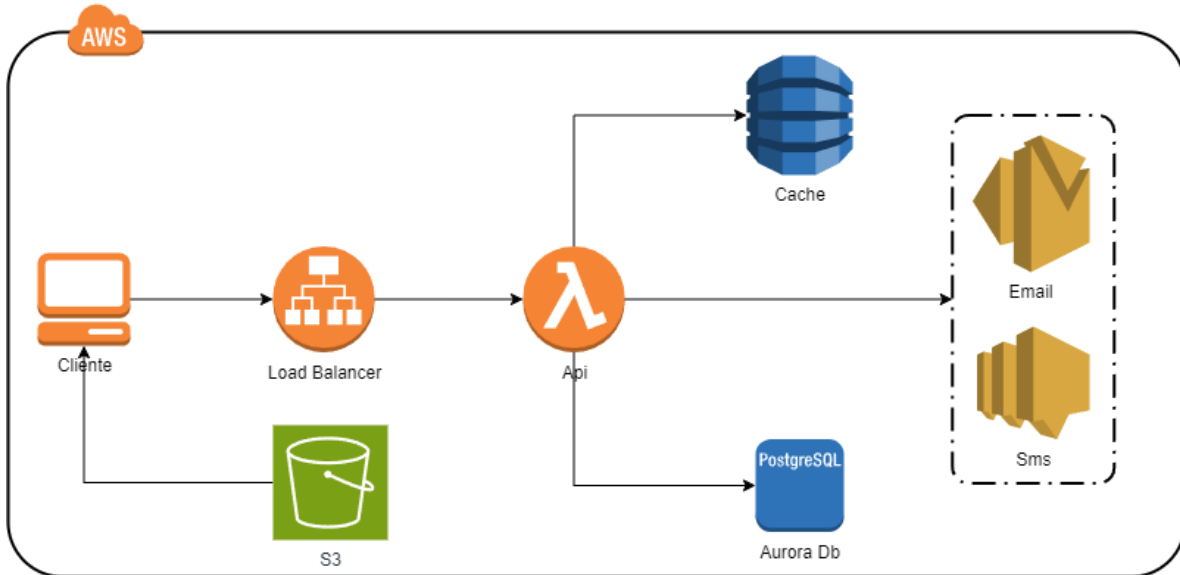 AWS
Cache
Email
Cliente
Load Balancer
Api
Sms
PostgreSQL
Aurora Db
S3